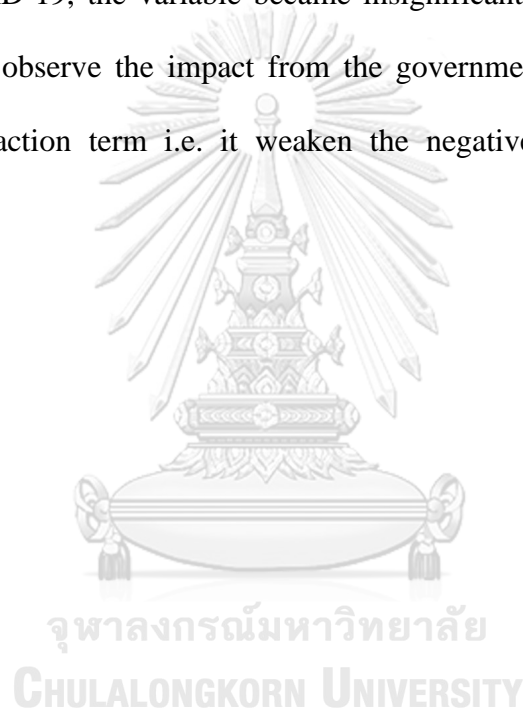 D-19, the variable became insignificant
observe the impact from the governme
action term i.e. it weaken the negative
จุฬาลงกรณ์มหาวิทยาลัย
CHULALONGKORN UNIVERSITY